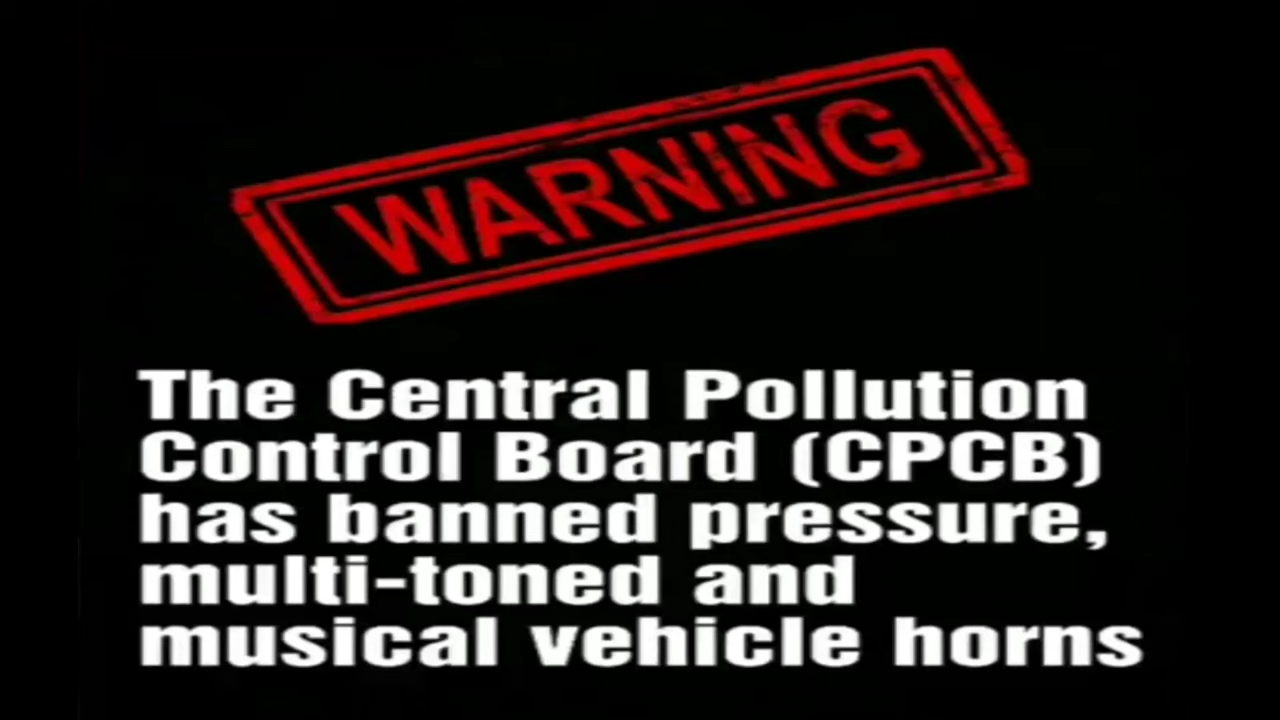 WARNING
The Central Pollution
Control Board (CPCB)
has banned pressure,
multi-toned and
musical vehicle horns